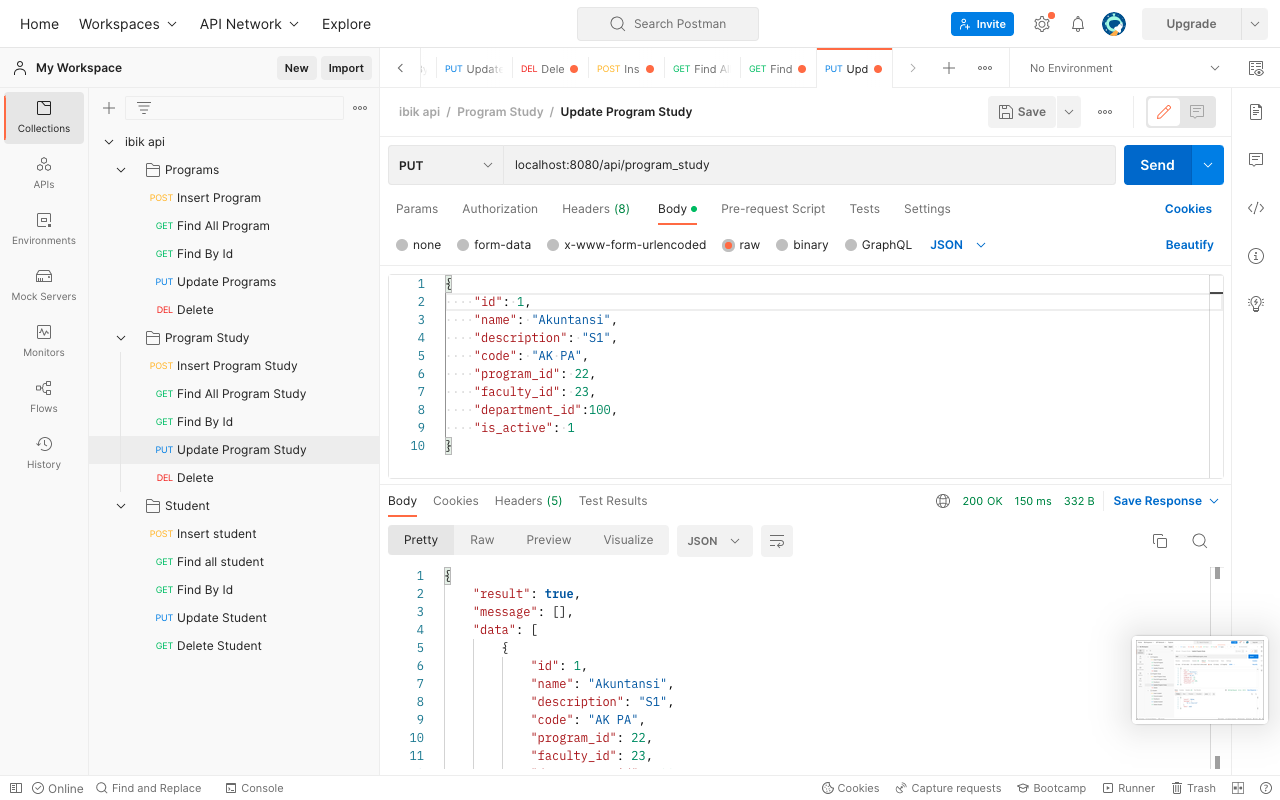 Home
Workspaces
API Network
Explore
Search Postman
Invite
Upgrade
My Workspace
New
Import
PUT Update
DEL Dele
POST Ins
GET Find Al
GET Find
PUT Upd
No Environment
Collections
APIs
Environments
Mock Servers
Monitors
Flows
History
ibik api
Programs
POST Insert Program
GET Find All Program
GET Find By Id
PUT Update Programs
DEL Delete
Program Study
POST Insert Program Study
GET Find All Program Study
GET Find By Id
PUT Update Program Study
DEL Delete
Student
POST Insert student
GET Find all student
GET Find By Id
PUT Update Student
GET Delete Student
ibik api / Program Study / Update Program Study
Save
PUT
localhost:8080/api/program_study
Send
Params
Authorization
Headers (8)
Body
Pre-request Script
Tests
Settings
Cookies
none
form-data
x-www-form-urlencoded
raw
binary
GraphQL
JSON
Beautify
1 {
2 "id": 1,
3 "name": "Akuntansi",
4 "description": "S1",
5 "code": "AK PA",
6 "program_id": 22,
7 "faculty_id": 23,
8 "department_id":100,
9 "is_active": 1
10 }
Body
Cookies
Headers (5)
Test Results
200 OK
150 ms
332 B
Save Response
Pretty
Raw
Preview
Visualize
JSON
1 {
2 "result": true,
3 "message": [],
4 "data": [
5 {
6 "id": 1,
7 "name": "Akuntansi",
8 "description": "S1",
9 "code": "AK PA",
10 "program_id": 22,
11 "faculty_id": 23,
Online
Find and Replace
Console
Cookies
Capture requests
Bootcamp
Runner
Trash